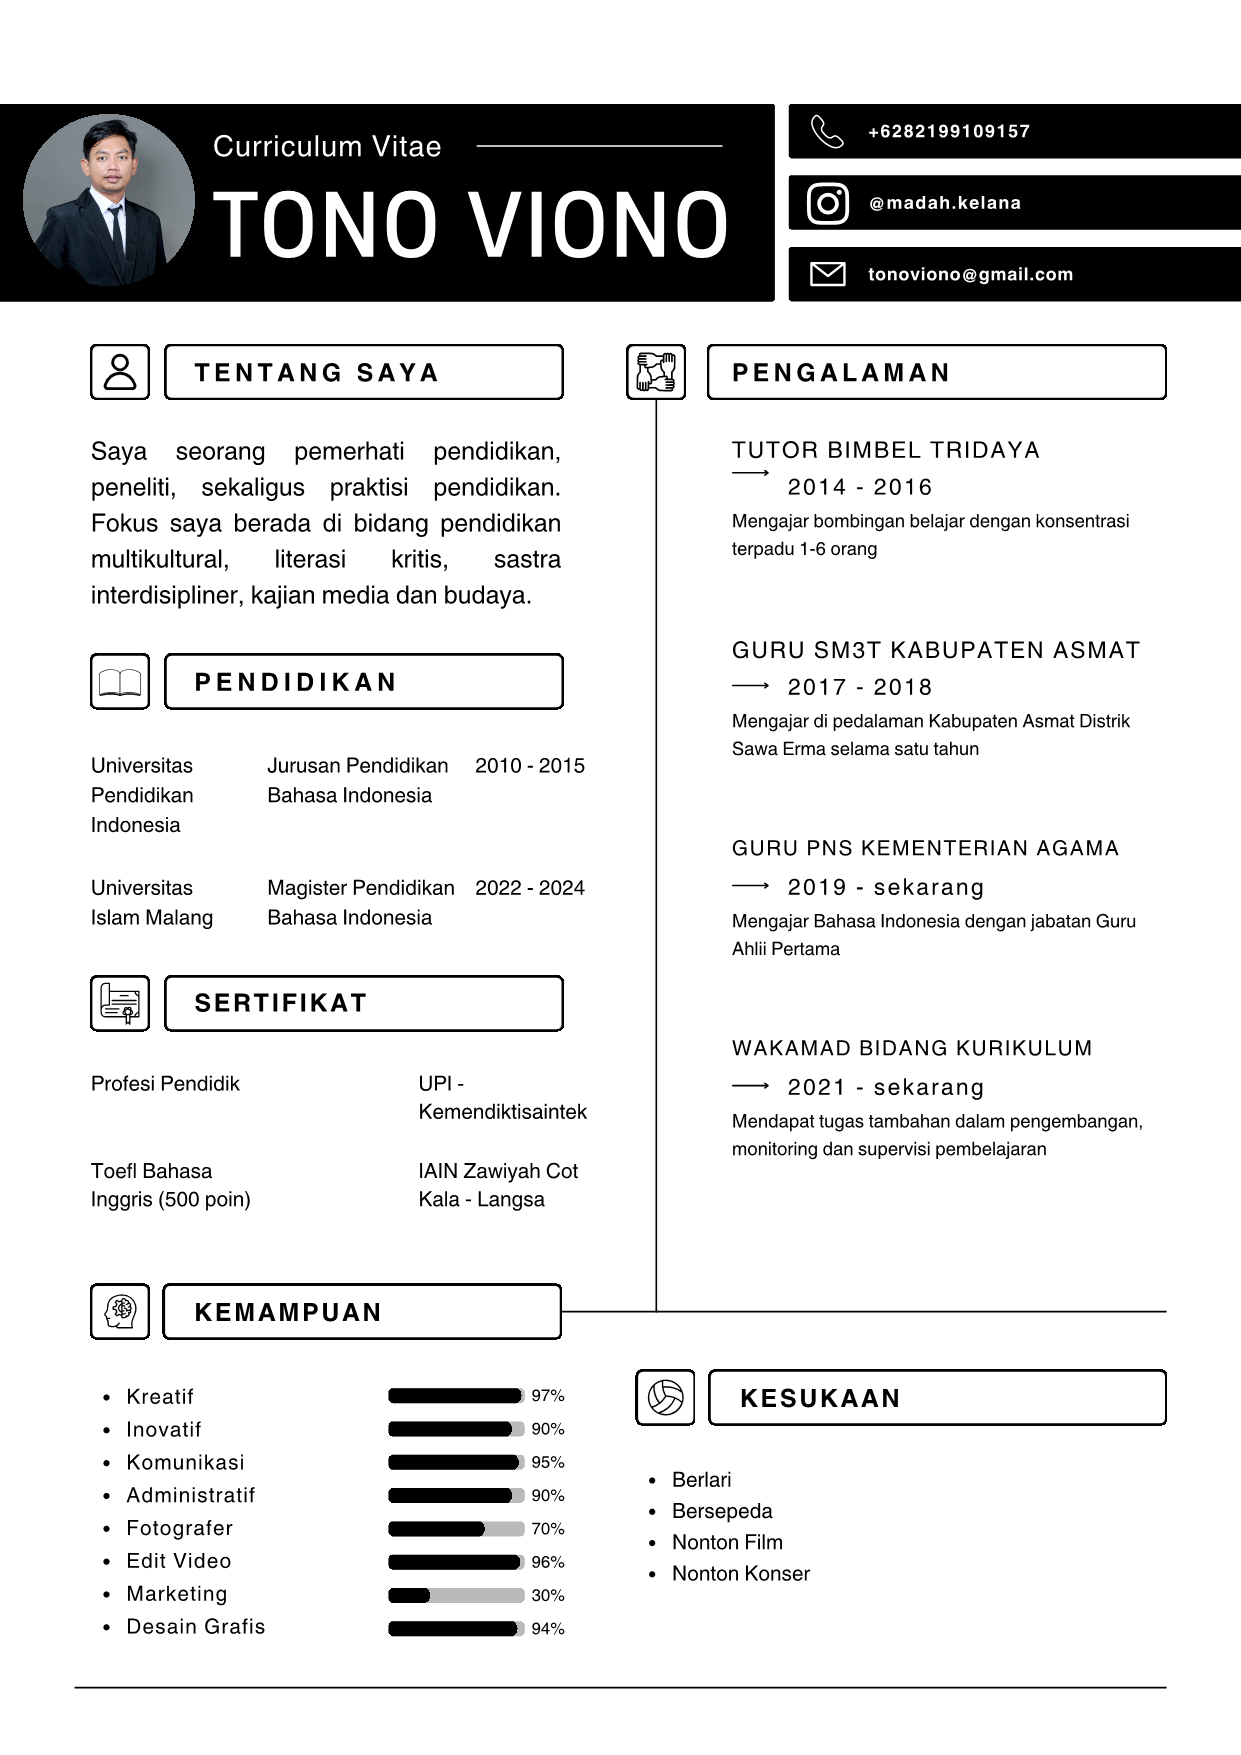 Curriculum Vitae
TONO VIONO
+6282199109157
@madah.kelana
tonoviono@gmail.com
TENTANG SAYA
Saya seorang pemerhati pendidikan,
peneliti, sekaligus praktisi pendidikan.
Fokus saya berada di bidang pendidikan
multikultural, literasi kritis, sastra
interdisipliner, kajian media dan budaya.
PENDIDIKAN
Universitas Jurusan Pendidikan 2010 - 2015
Pendidikan Bahasa Indonesia
Indonesia
Universitas Magister Pendidikan 2022 - 2024
Islam Malang Bahasa Indonesia
SERTIFIKAT
Profesi Pendidik UPI -
Kemendiktisaintek
Toefl Bahasa IAIN Zawiyah Cot
Inggris (500 poin) Kala - Langsa
PENGALAMAN
TUTOR BIMBEL TRIDAYA
2014 - 2016
Mengajar bombingan belajar dengan konsentrasi
terpadu 1-6 orang
GURU SM3T KABUPATEN ASMAT
2017 - 2018
Mengajar di pedalaman Kabupaten Asmat Distrik
Sawa Erma selama satu tahun
GURU PNS KEMENTERIAN AGAMA
2019 - sekarang
Mengajar Bahasa Indonesia dengan jabatan Guru
Ahlii Pertama
WAKAMAD BIDANG KURIKULUM
2021 - sekarang
Mendapat tugas tambahan dalam pengembangan,
monitoring dan supervisi pembelajaran
KEMAMPUAN
• Kreatif 97%
• Inovatif 90%
• Komunikasi 95%
• Administratif 90%
• Fotografer 70%
• Edit Video 96%
• Marketing 30%
• Desain Grafis 94%
KESUKAAN
• Berlari
• Bersepeda
• Nonton Film
• Nonton Konser